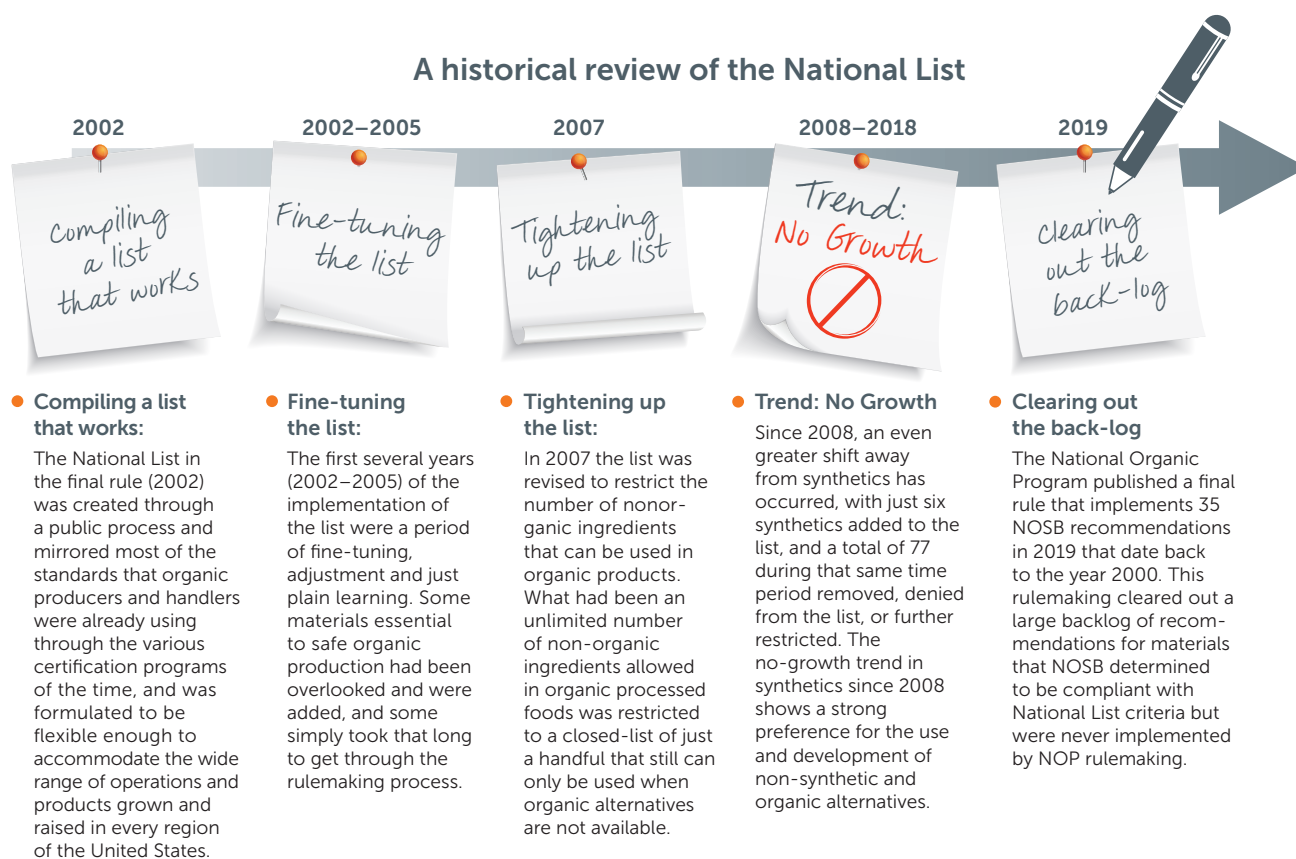 A historical review of the National List
2002
2002–2005
2007
2008–2018
2019
Compiling
a list
that works
Fine-tuning
the list
Tightening
up the list
Trend:
No Growth
Clearing
out the
back-log
Compiling a list
that works:
The National List in
the final rule (2002)
was created through
a public process and
mirrored most of the
standards that organic
producers and handlers
were already using
through the various
certification programs
of the time, and was
formulated to be
flexible enough to
accommodate the wide
range of operations and
products grown and
raised in every region
of the United States.
Fine-tuning
the list:
The first several years
(2002–2005) of the
implementation of
the list were a period
of fine-tuning,
adjustment and just
plain learning. Some
materials essential
to safe organic
production had been
overlooked and were
added, and some
simply took that long
to get through the
rulemaking process.
Tightening up
the list:
In 2007 the list was
revised to restrict the
number of nonor-
ganic ingredients
that can be used in
organic products.
What had been an
unlimited number
of non-organic
ingredients allowed
in organic processed
foods was restricted
to a closed-list of just
a handful that still can
only be used when
organic alternatives
are not available.
Trend: No Growth
Since 2008, an even
greater shift away
from synthetics has
occurred, with just six
synthetics added to the
list, and a total of 77
during that same time
period removed, denied
from the list, or further
restricted. The
no-growth trend in
synthetics since 2008
shows a strong
preference for the use
and development of
non-synthetic and
organic alternatives.
Clearing out
the back-log
The National Organic
Program published a final
rule that implements 35
NOSB recommendations
in 2019 that date back
to the year 2000. This
rulemaking cleared out a
large backlog of recom-
mendations for materials
that NOSB determined
to be compliant with
National List criteria but
were never implemented
by NOP rulemaking.